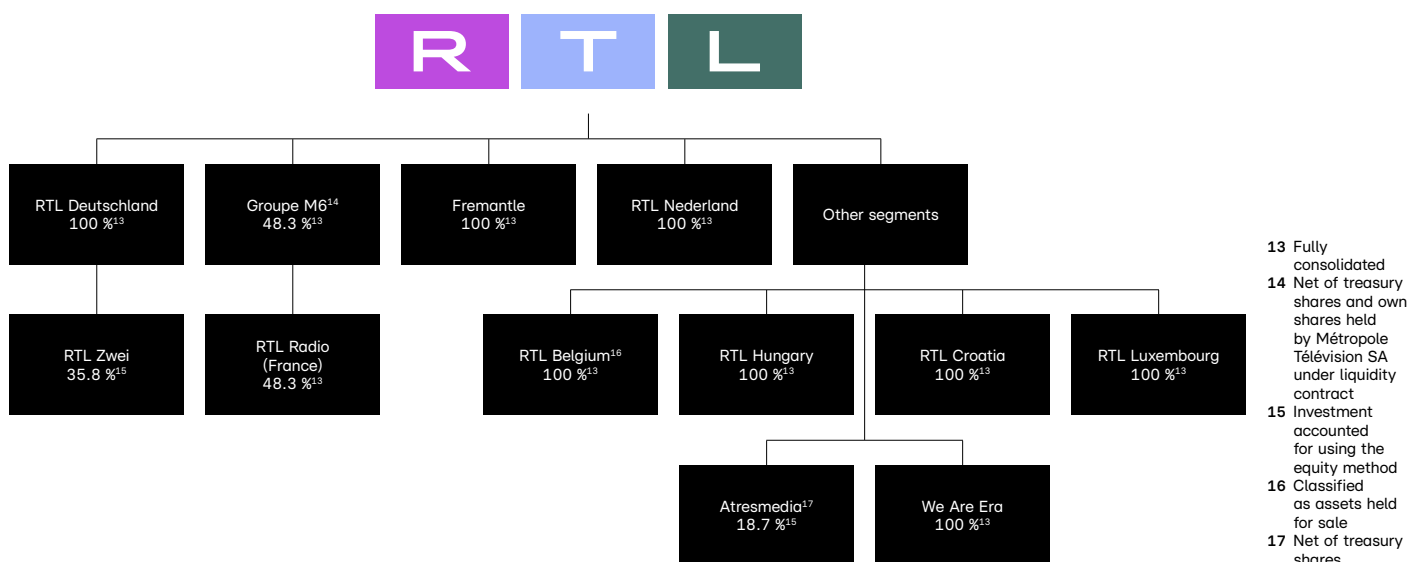 R T L
RTL Deutschland
100 %¹³
Groupe M6¹⁴
48.3 %¹³
Fremantle
100 %¹³
RTL Nederland
100 %¹³
Other segments
RTL Zwei
35.8 %¹⁵
RTL Radio
(France)
48.3 %¹³
RTL Belgium¹⁶
100 %¹³
RTL Hungary
100 %¹³
RTL Croatia
100 %¹³
RTL Luxembourg
100 %¹³
Atresmedia¹⁷
18.7 %¹⁵
We Are Era
100 %¹³
13 Fully
consolidated
14 Net of treasury
shares and own
shares held
by Métropole
Télévision SA
under liquidity
contract
15 Investment
accounted
for using the
equity method
16 Classified
as assets held
for sale
17 Net of treasury
shares